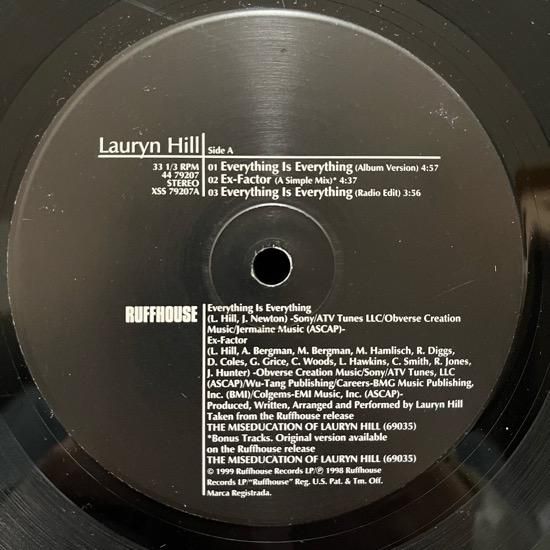 Lauryn Hill
Side A
33 1/3 RPM
44 79207
STEREO
XSS 79207A
01 Everything Is Everything (Album Version) 4:57
02 Ex-Factor (A Simple Mix)* 4:37
03 Everything Is Everything (Radio Edit) 3:56
RUFFHOUSE
Everything Is Everything
(L. Hill, J. Newton) -Sony/ATV Tunes LLC/Obverse Creation
Music/Jermaine Music (ASCAP)-
Ex-Factor
(L. Hill, A. Bergman, M. Bergman, M. Hamlisch, R. Diggs,
D. Coles, G. Grice, C. Woods, L. Hawkins, C. Smith, R. Jones,
J. Hunter) -Obverse Creation Music/Sony/ATV Tunes, LLC
(ASCAP)/Wu-Tang Publishing/Careers-BMG Music Publishing,
Inc. (BMI)/Colgems-EMI Music, Inc. (ASCAP)-
Produced, Written, Arranged and Performed by Lauryn Hill
Taken from the Ruffhouse release
THE MISEDUCATION OF LAURYN HILL (69035)
*Bonus Tracks. Original version available
on the Ruffhouse release
THE MISEDUCATION OF LAURYN HILL (69035)
© 1999 Ruffhouse Records LP/℗ 1998 Ruffhouse
Records LP/"Ruffhouse" Reg. U.S. Pat. & Tm. Off.
Marca Registrada.